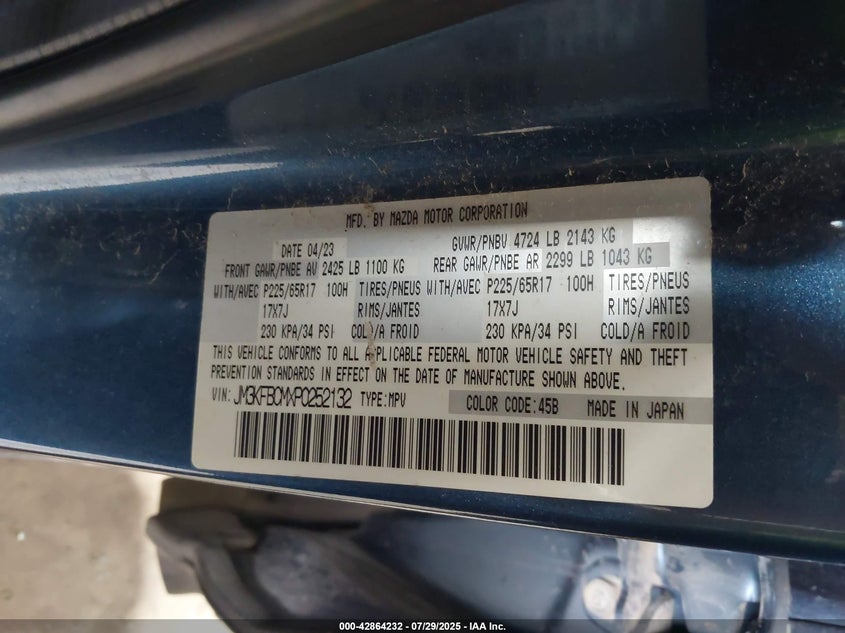 MFD. BY MAZDA MOTOR CORPORATION
DATE 04/23 GVWR/PNBV 4724 LB 2143 KG
FRONT GAWR/PNBE AV 2425 LB 1100 KG REAR GAWR/PNBE AR 2299 LB 1043 KG
WITH/AVEC P225/65R17 100H TIRES/PNEUS WITH/AVEC P225/65R17 100H TIRES/PNEUS
17X7J RIMS/JANTES 17X7J RIMS/JANTES
230 KPA/34 PSI COLD/A FROID 230 KPA/34 PSI COLD/A FROID
THIS VEHICLE CONFORMS TO ALL APPLICABLE FEDERAL MOTOR VEHICLE SAFETY AND THEFT
PREVENTION STANDARDS IN EFFECT ON THE DATE OF MANUFACTURE SHOWN ABOVE.
VIN: JM3KFBCMXP0252132 TYPE:MPV COLOR CODE:45B MADE IN JAPAN
000-42864232 - 07/29/2025 - IAA Inc.